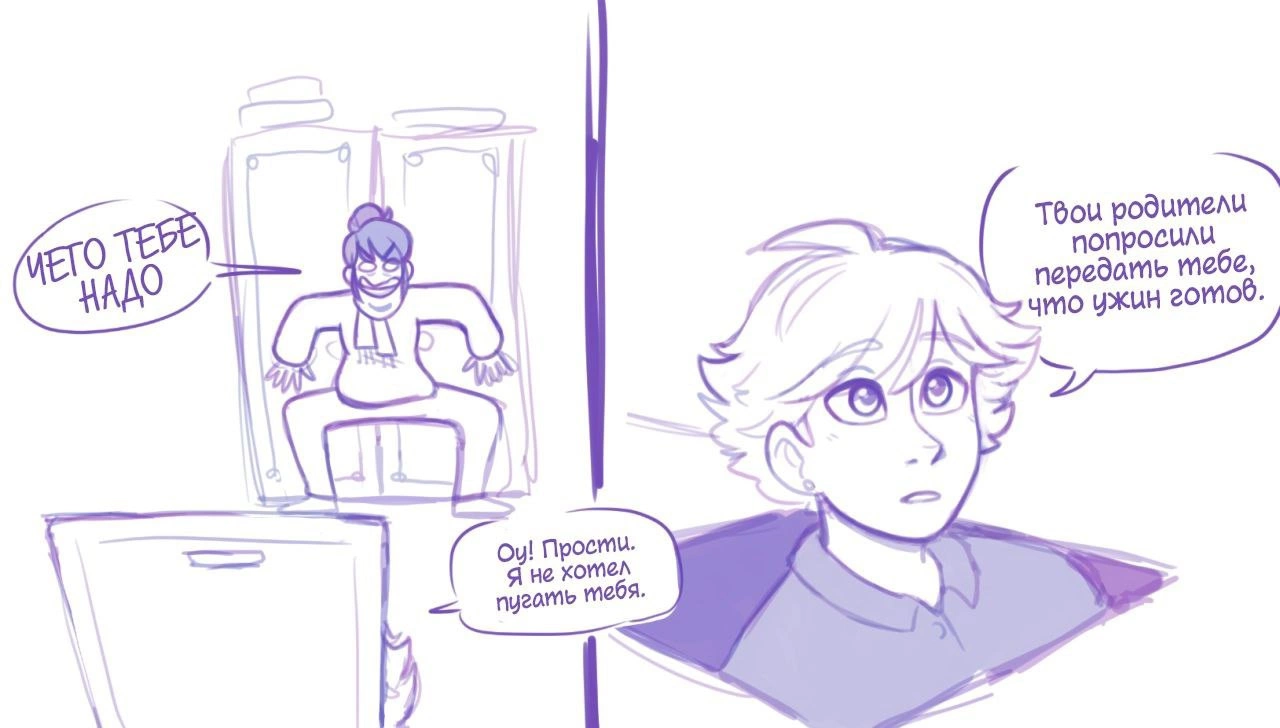 ЧЕГО ТЕБЕ
НАДО
Оу! Прости.
Я не хотел
пугать тебя.
Твои родители
попросили
передать тебе,
что ужин готов.